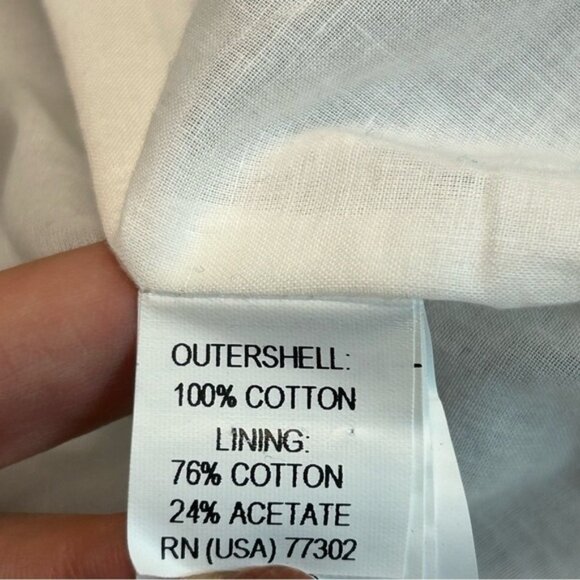 OUTERSHELL:
100% COTTON
LINING:
76% COTTON
24% ACETATE
RN (USA) 77302